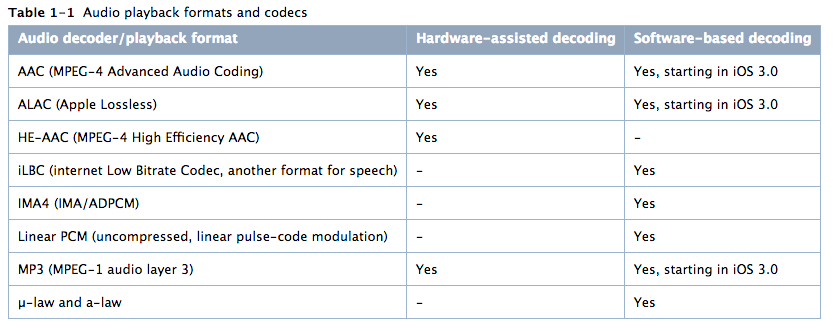 Table 1-1 Audio playback formats and codecs
Audio decoder/playback format Hardware-assisted decoding Software-based decoding
AAC (MPEG-4 Advanced Audio Coding) Yes Yes, starting in iOS 3.0
ALAC (Apple Lossless) Yes Yes, starting in iOS 3.0
HE-AAC (MPEG-4 High Efficiency AAC) Yes -
iLBC (internet Low Bitrate Codec, another format for speech) - Yes
IMA4 (IMA/ADPCM) - Yes
Linear PCM (uncompressed, linear pulse-code modulation) - Yes
MP3 (MPEG-1 audio layer 3) Yes Yes, starting in iOS 3.0
µ-law and a-law - Yes